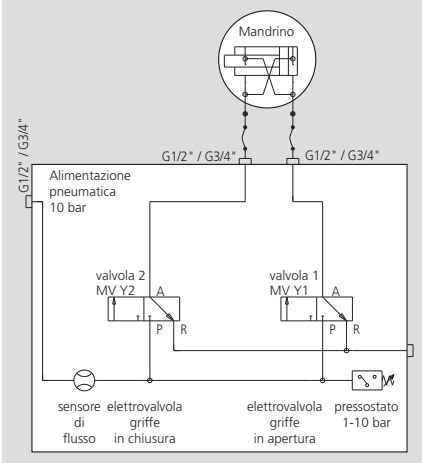 Mandrino
G1/2" / G3/4"
G1/2" / G3/4"
G1/2" / G3/4"
Alimentazione
pneumatica
10 bar
valvola 2
MV Y2
A
P
R
valvola 1
MV Y1
A
P
R
sensore
di
flusso
elettrovalvola
griffe
in chiusura
elettrovalvola
griffe
in apertura
pressostato
1-10 bar